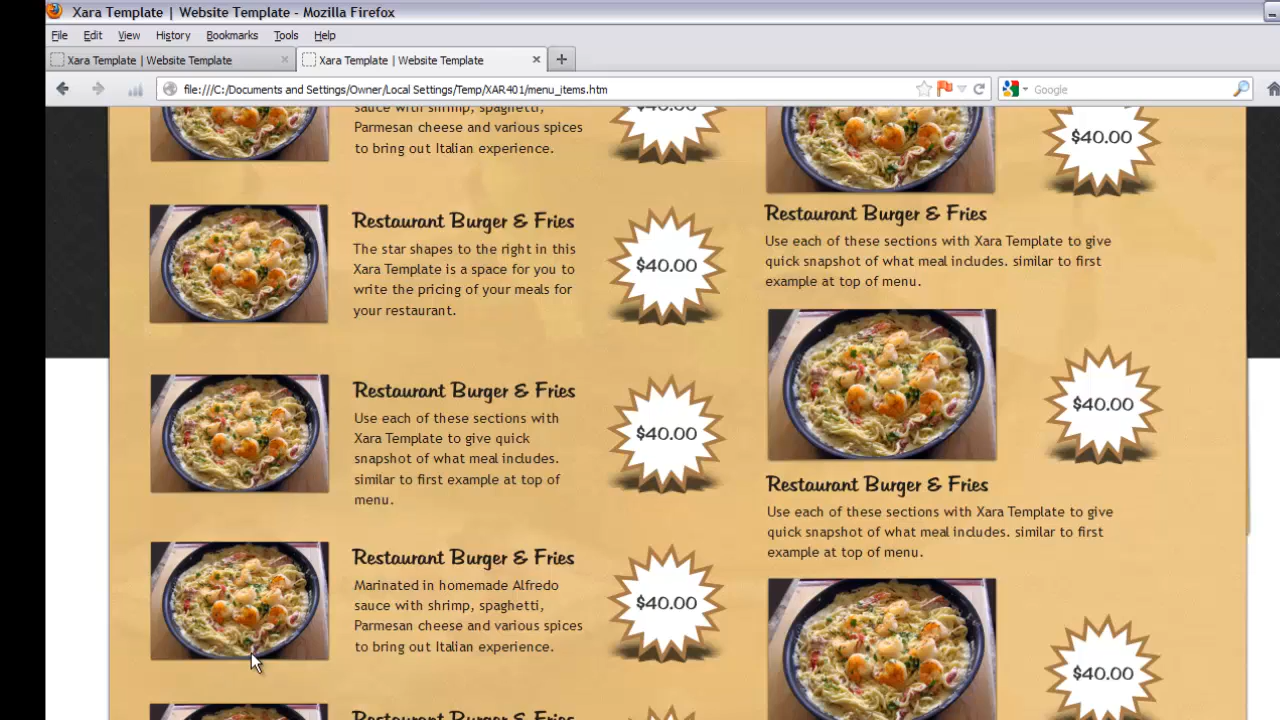 Xara Template | Website Template - Mozilla Firefox
File Edit View History Bookmarks Tools Help
Xara Template | Website Template
Xara Template | Website Template
file:///C:/Documents and Settings/Owner/Local Settings/Temp/XAR401/menu_items.htm
Google
sauce with shrimp, spaghetti,
Parmesan cheese and various spices
to bring out Italian experience.
$40.00
Restaurant Burger & Fries
The star shapes to the right in this
Xara Template is a space for you to
write the pricing of your meals for
your restaurant.
$40.00
Restaurant Burger & Fries
Use each of these sections with
Xara Template to give quick
snapshot of what meal includes.
similar to first example at top of
menu.
$40.00
Restaurant Burger & Fries
Marinated in homemade Alfredo
sauce with shrimp, spaghetti,
Parmesan cheese and various spices
to bring out Italian experience.
$40.00
Restaurant Burger & Fries
$40.00
Restaurant Burger & Fries
Use each of these sections with Xara Template to give
quick snapshot of what meal includes. similar to first
example at top of menu.
$40.00
Restaurant Burger & Fries
Use each of these sections with Xara Template to give
quick snapshot of what meal includes. similar to first
example at top of menu.
$40.00